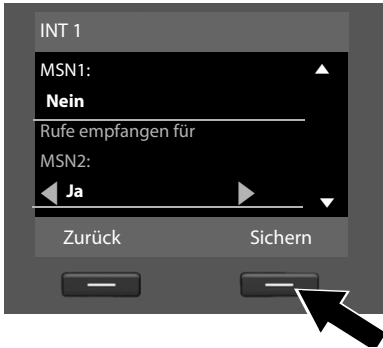 INT 1
MSN1:
Nein
Rufe empfangen für
MSN2:
Ja
Zurück Sichern